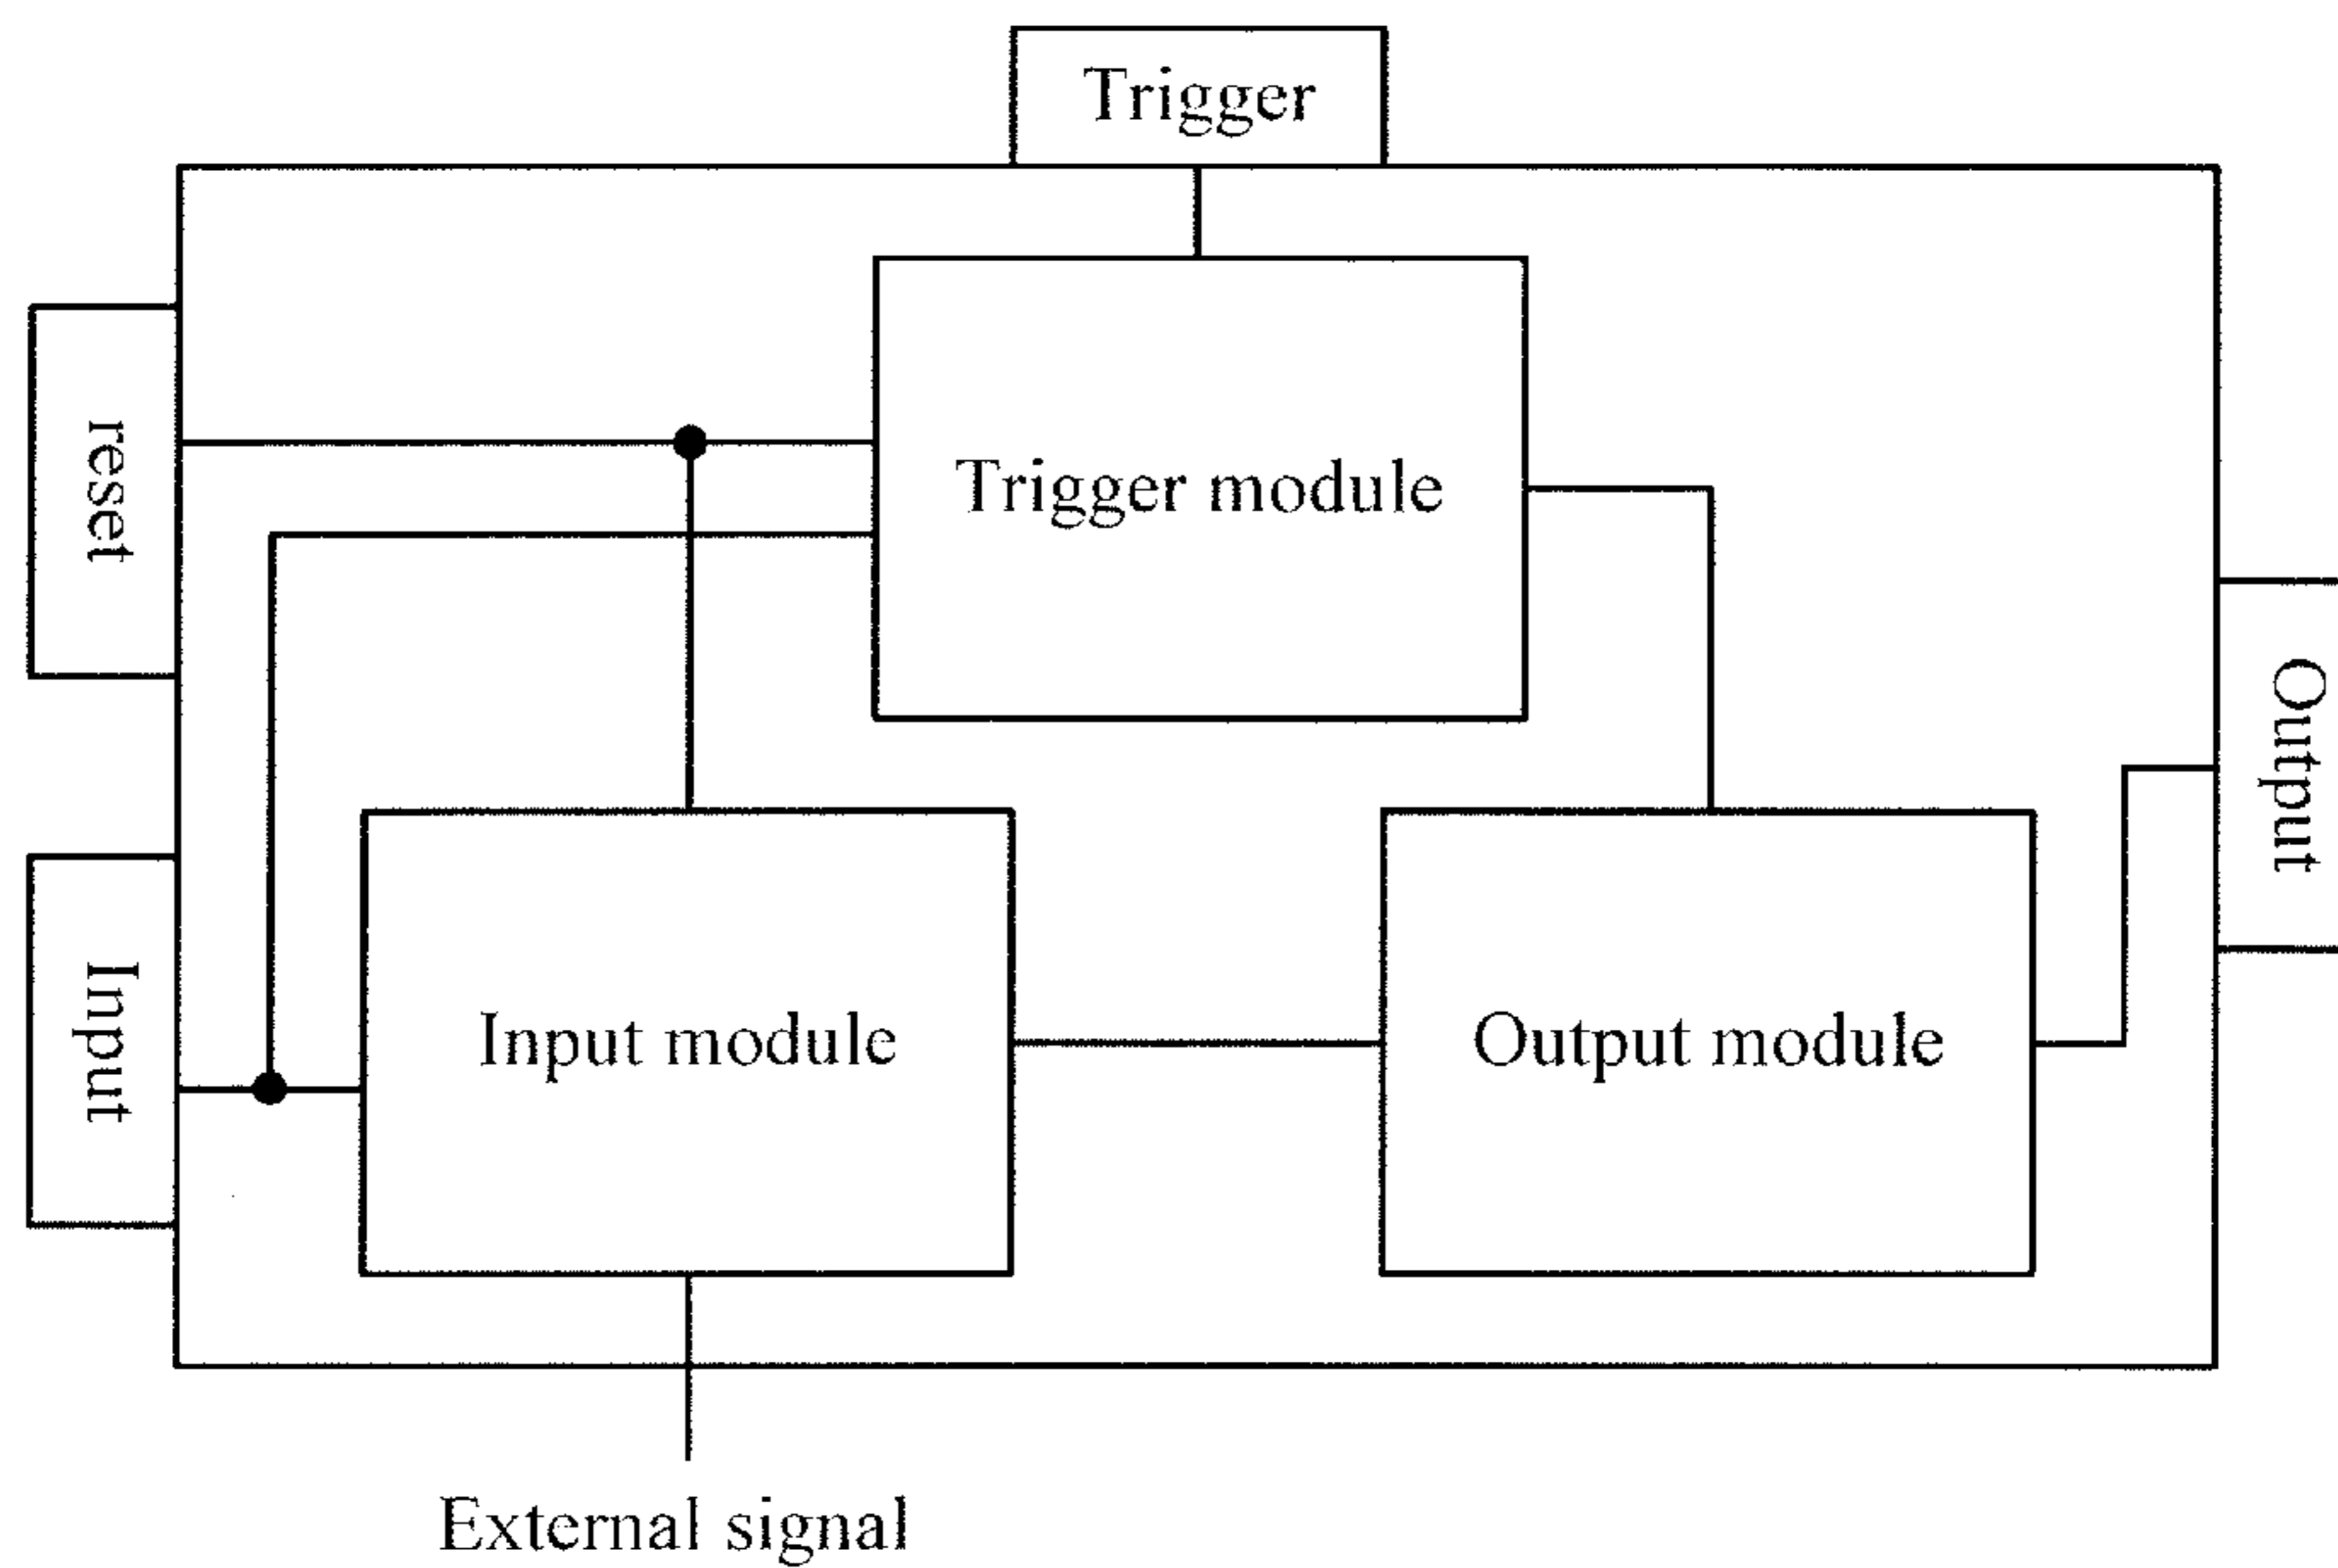 Trigger
reset
Trigger module
Output
Input
Input module
Output module
External signal